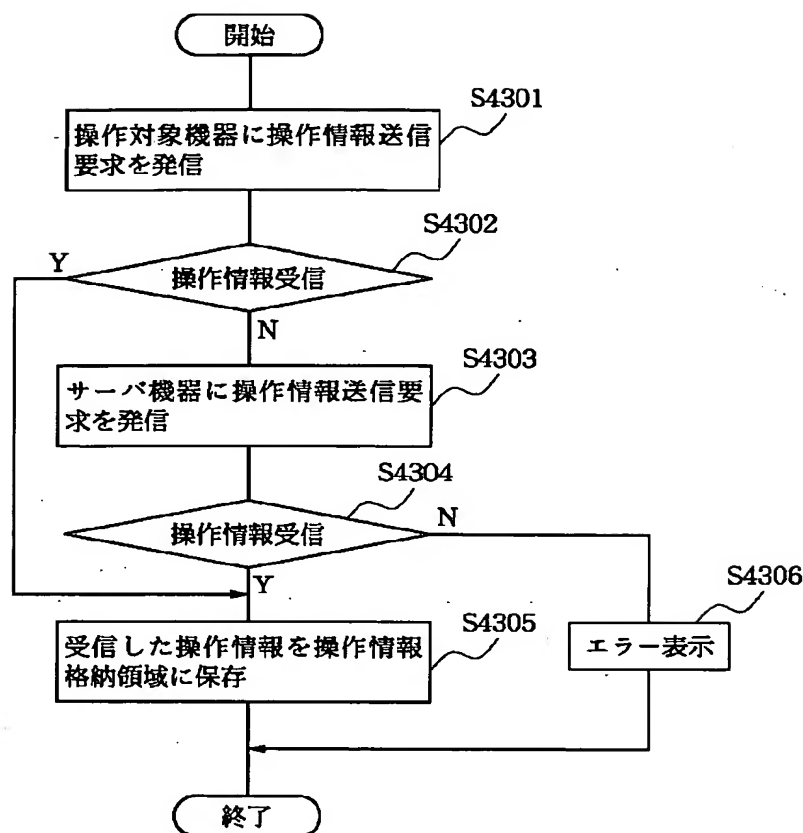 開始
S4301
操作対象機器に操作情報送信
要求を発信
S4302
Y
操作情報受信
N
S4303
サーバ機器に操作情報送信要
求を発信
S4304
操作情報受信
N
Y
S4305
S4306
受信した操作情報を操作情報
格納領域に保存
エラー表示
終了